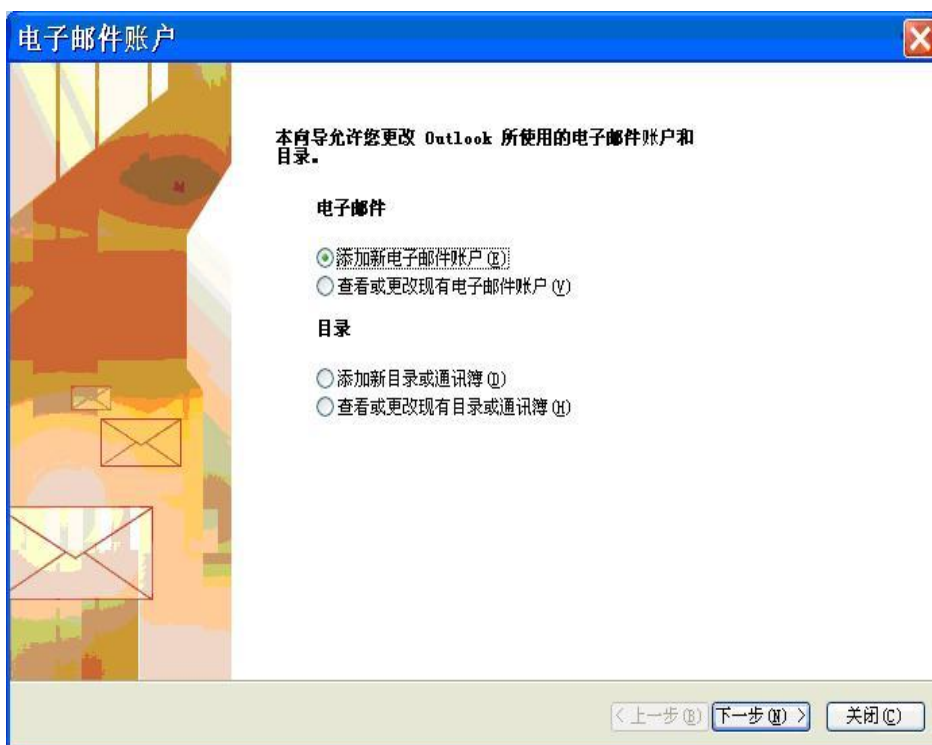 电子邮件账户
本向导允许您更改 Outlook 所使用的电子邮件账户和
目录。
电子邮件
添加新电子邮件账户(E)
查看或更改现有电子邮件账户(V)
目录
添加新目录或通讯簿(D)
查看或更改现有目录或通讯簿(H)
<上一步(B) 下一步(N)> 关闭(C)